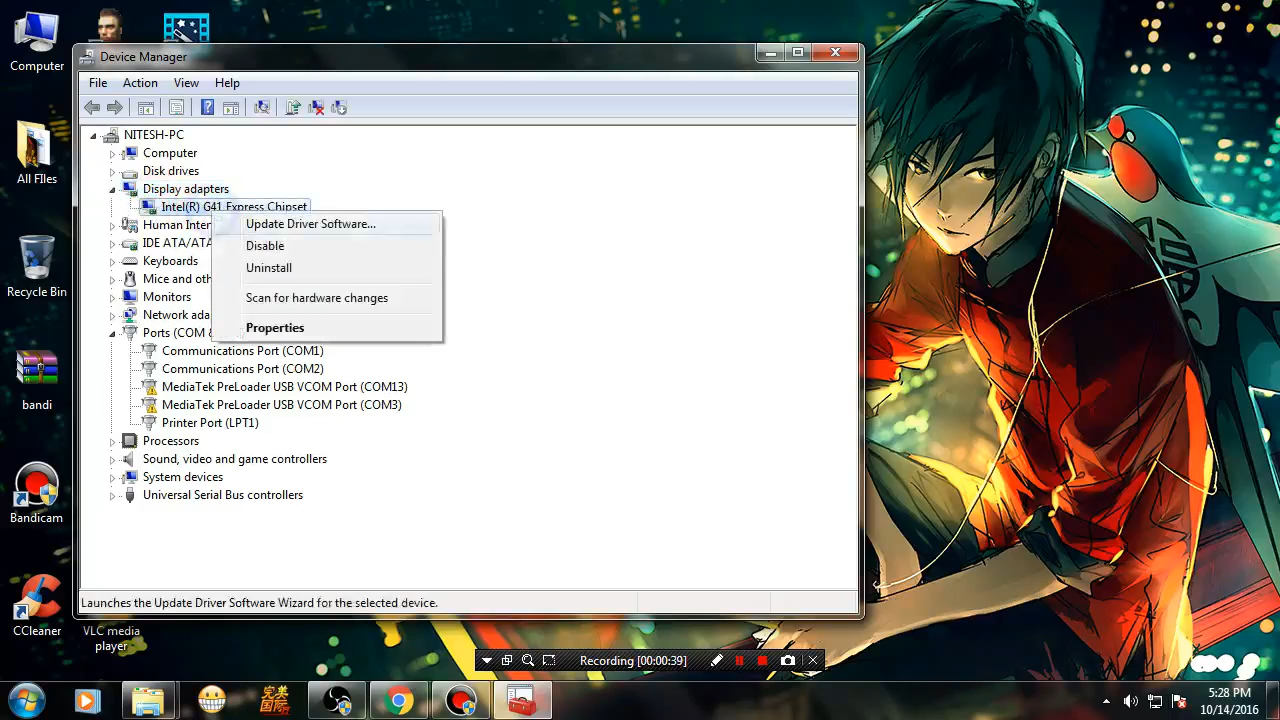 Computer
All FIles
Recycle Bin
bandi
Bandicam
CCleaner
VLC media
player
Device Manager
File Action View Help
NITESH-PC
Computer
Disk drives
Display adapters
Intel(R) G41 Express Chipset
Human Inter
IDE ATA/ATA
Keyboards
Mice and oth
Monitors
Network ada
Ports (COM &
Communications Port (COM1)
Communications Port (COM2)
MediaTek PreLoader USB VCOM Port (COM13)
MediaTek PreLoader USB VCOM Port (COM3)
Printer Port (LPT1)
Processors
Sound, video and game controllers
System devices
Universal Serial Bus controllers
Update Driver Software...
Disable
Uninstall
Scan for hardware changes
Properties
Launches the Update Driver Software Wizard for the selected device.
Recording [00:00:39]
完美
国际
5:28 PM
10/14/2016